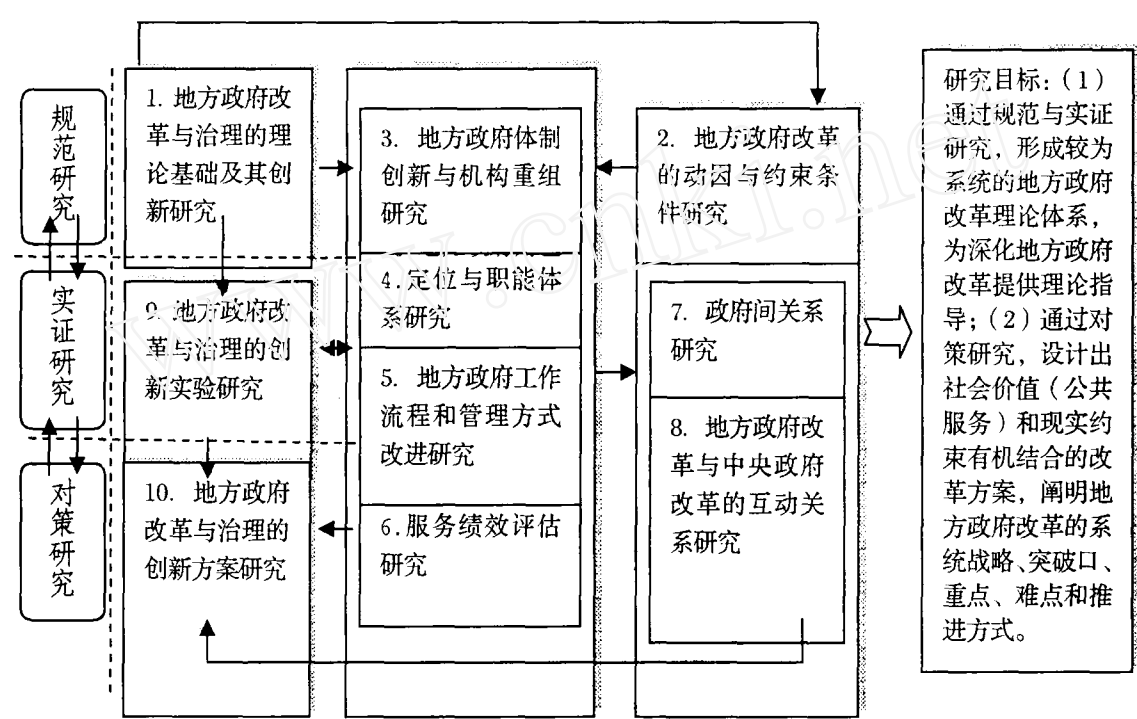 规范研究
实证研究
对策研究
1. 地方政府改
革与治理的理
论基础及其创
新研究
9. 地方政府改
革与治理的创
新实验研究
10. 地方政府
改革与治理的
创新方案研究
3. 地方政府体制
创新与机构重组
研究
4.定位与职能体
系研究
5. 地方政府工作
流程和管理方式
改进研究
6.服务绩效评估
研究
2. 地方政府改革
的动因与约束条
件研究
7. 政府间关系
研究
8. 地方政府改
革与中央政府
改革的互动关
系研究
研究目标:(1)
通过规范与实证
研究，形成较为
系统的地方政府
改革理论体系，
为深化地方政府
改革提供理论指
导;(2)通过对
策研究，设计出
社会价值(公共
服务)和现实约
束有机结合的改
革方案，阐明地
方政府改革的系
统战略、突破口、
重点、难点和推
进方式。
www.cnki.net